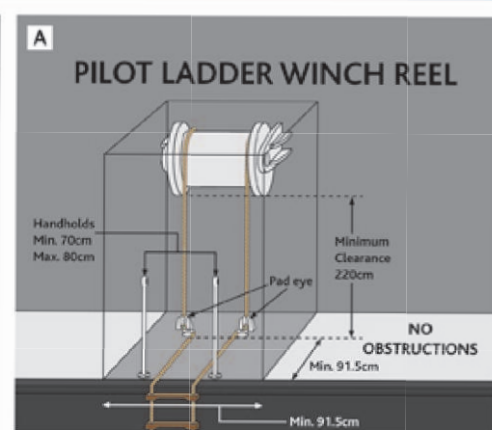 A
PILOT LADDER WINCH REEL
Handholds
Min. 70cm
Max. 80cm
Minimum
Clearance
220cm
Pad eye
NO
OBSTRUCTIONS
Min. 91.5cm
Min. 91.5cm